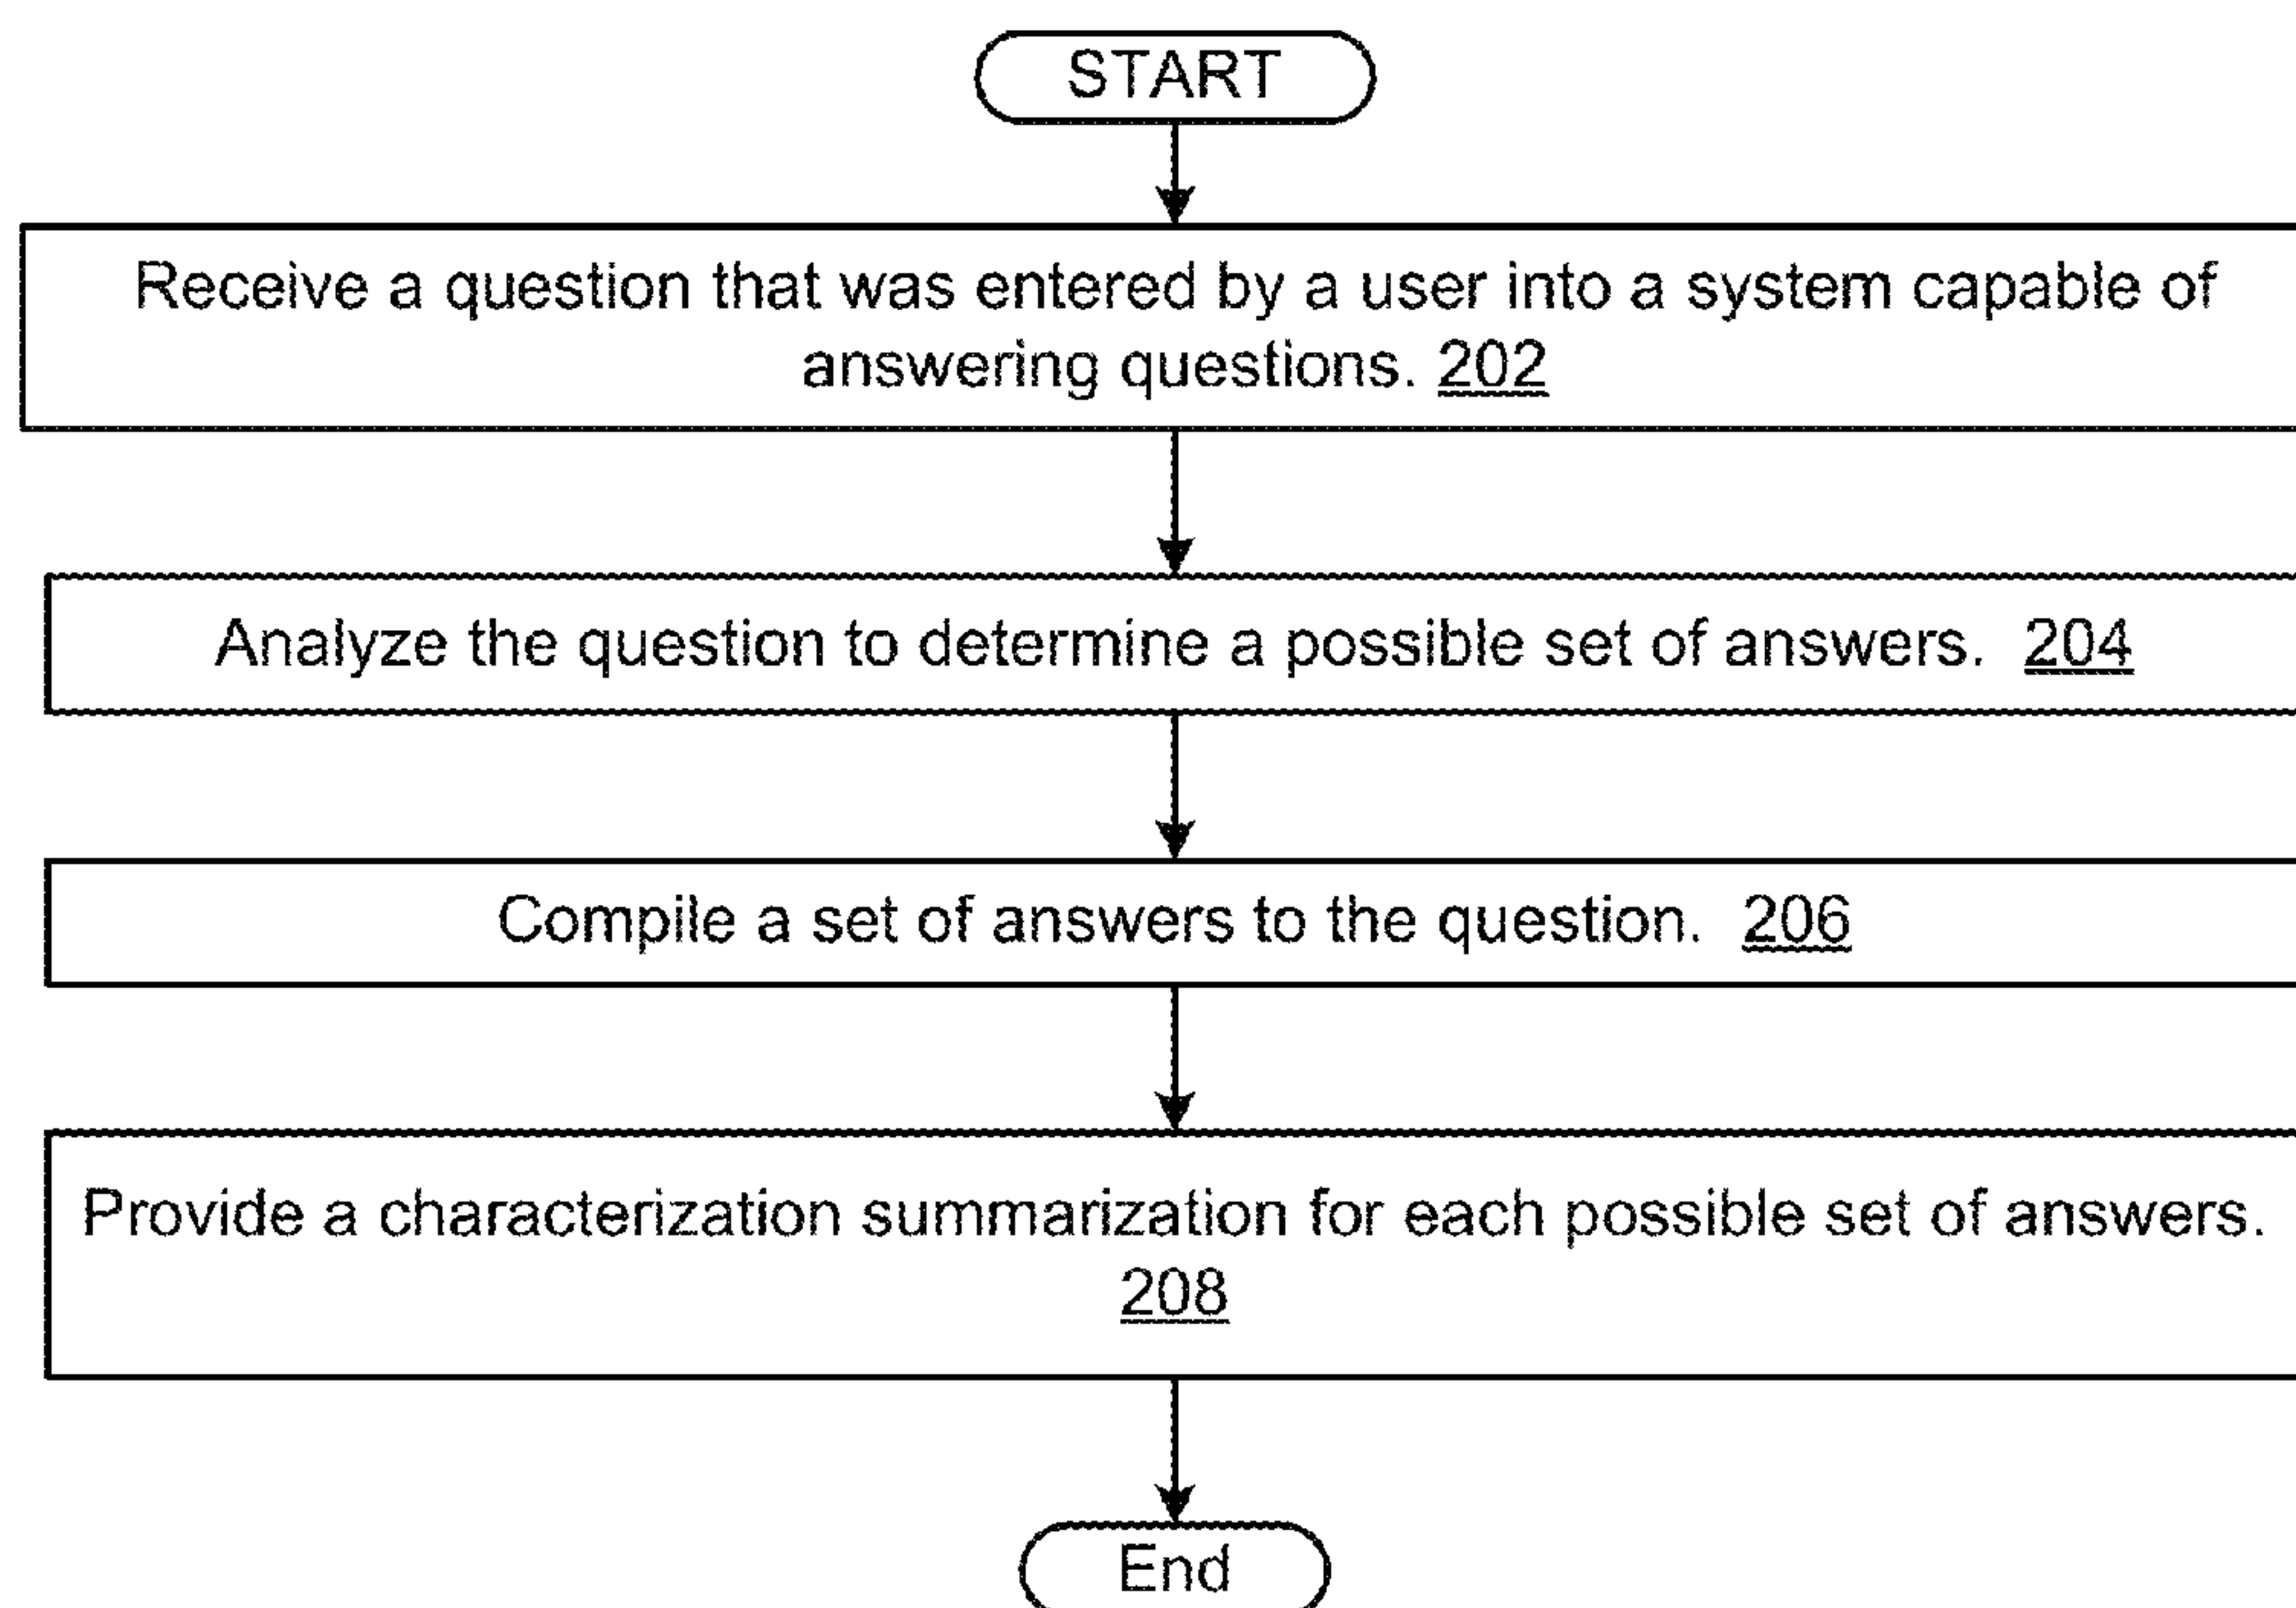 START
Receive a question that was entered by a user into a system capable of
answering questions. 202
Analyze the question to determine a possible set of answers. 204
Compile a set of answers to the question. 206
Provide a characterization summarization for each possible set of answers.
208
End